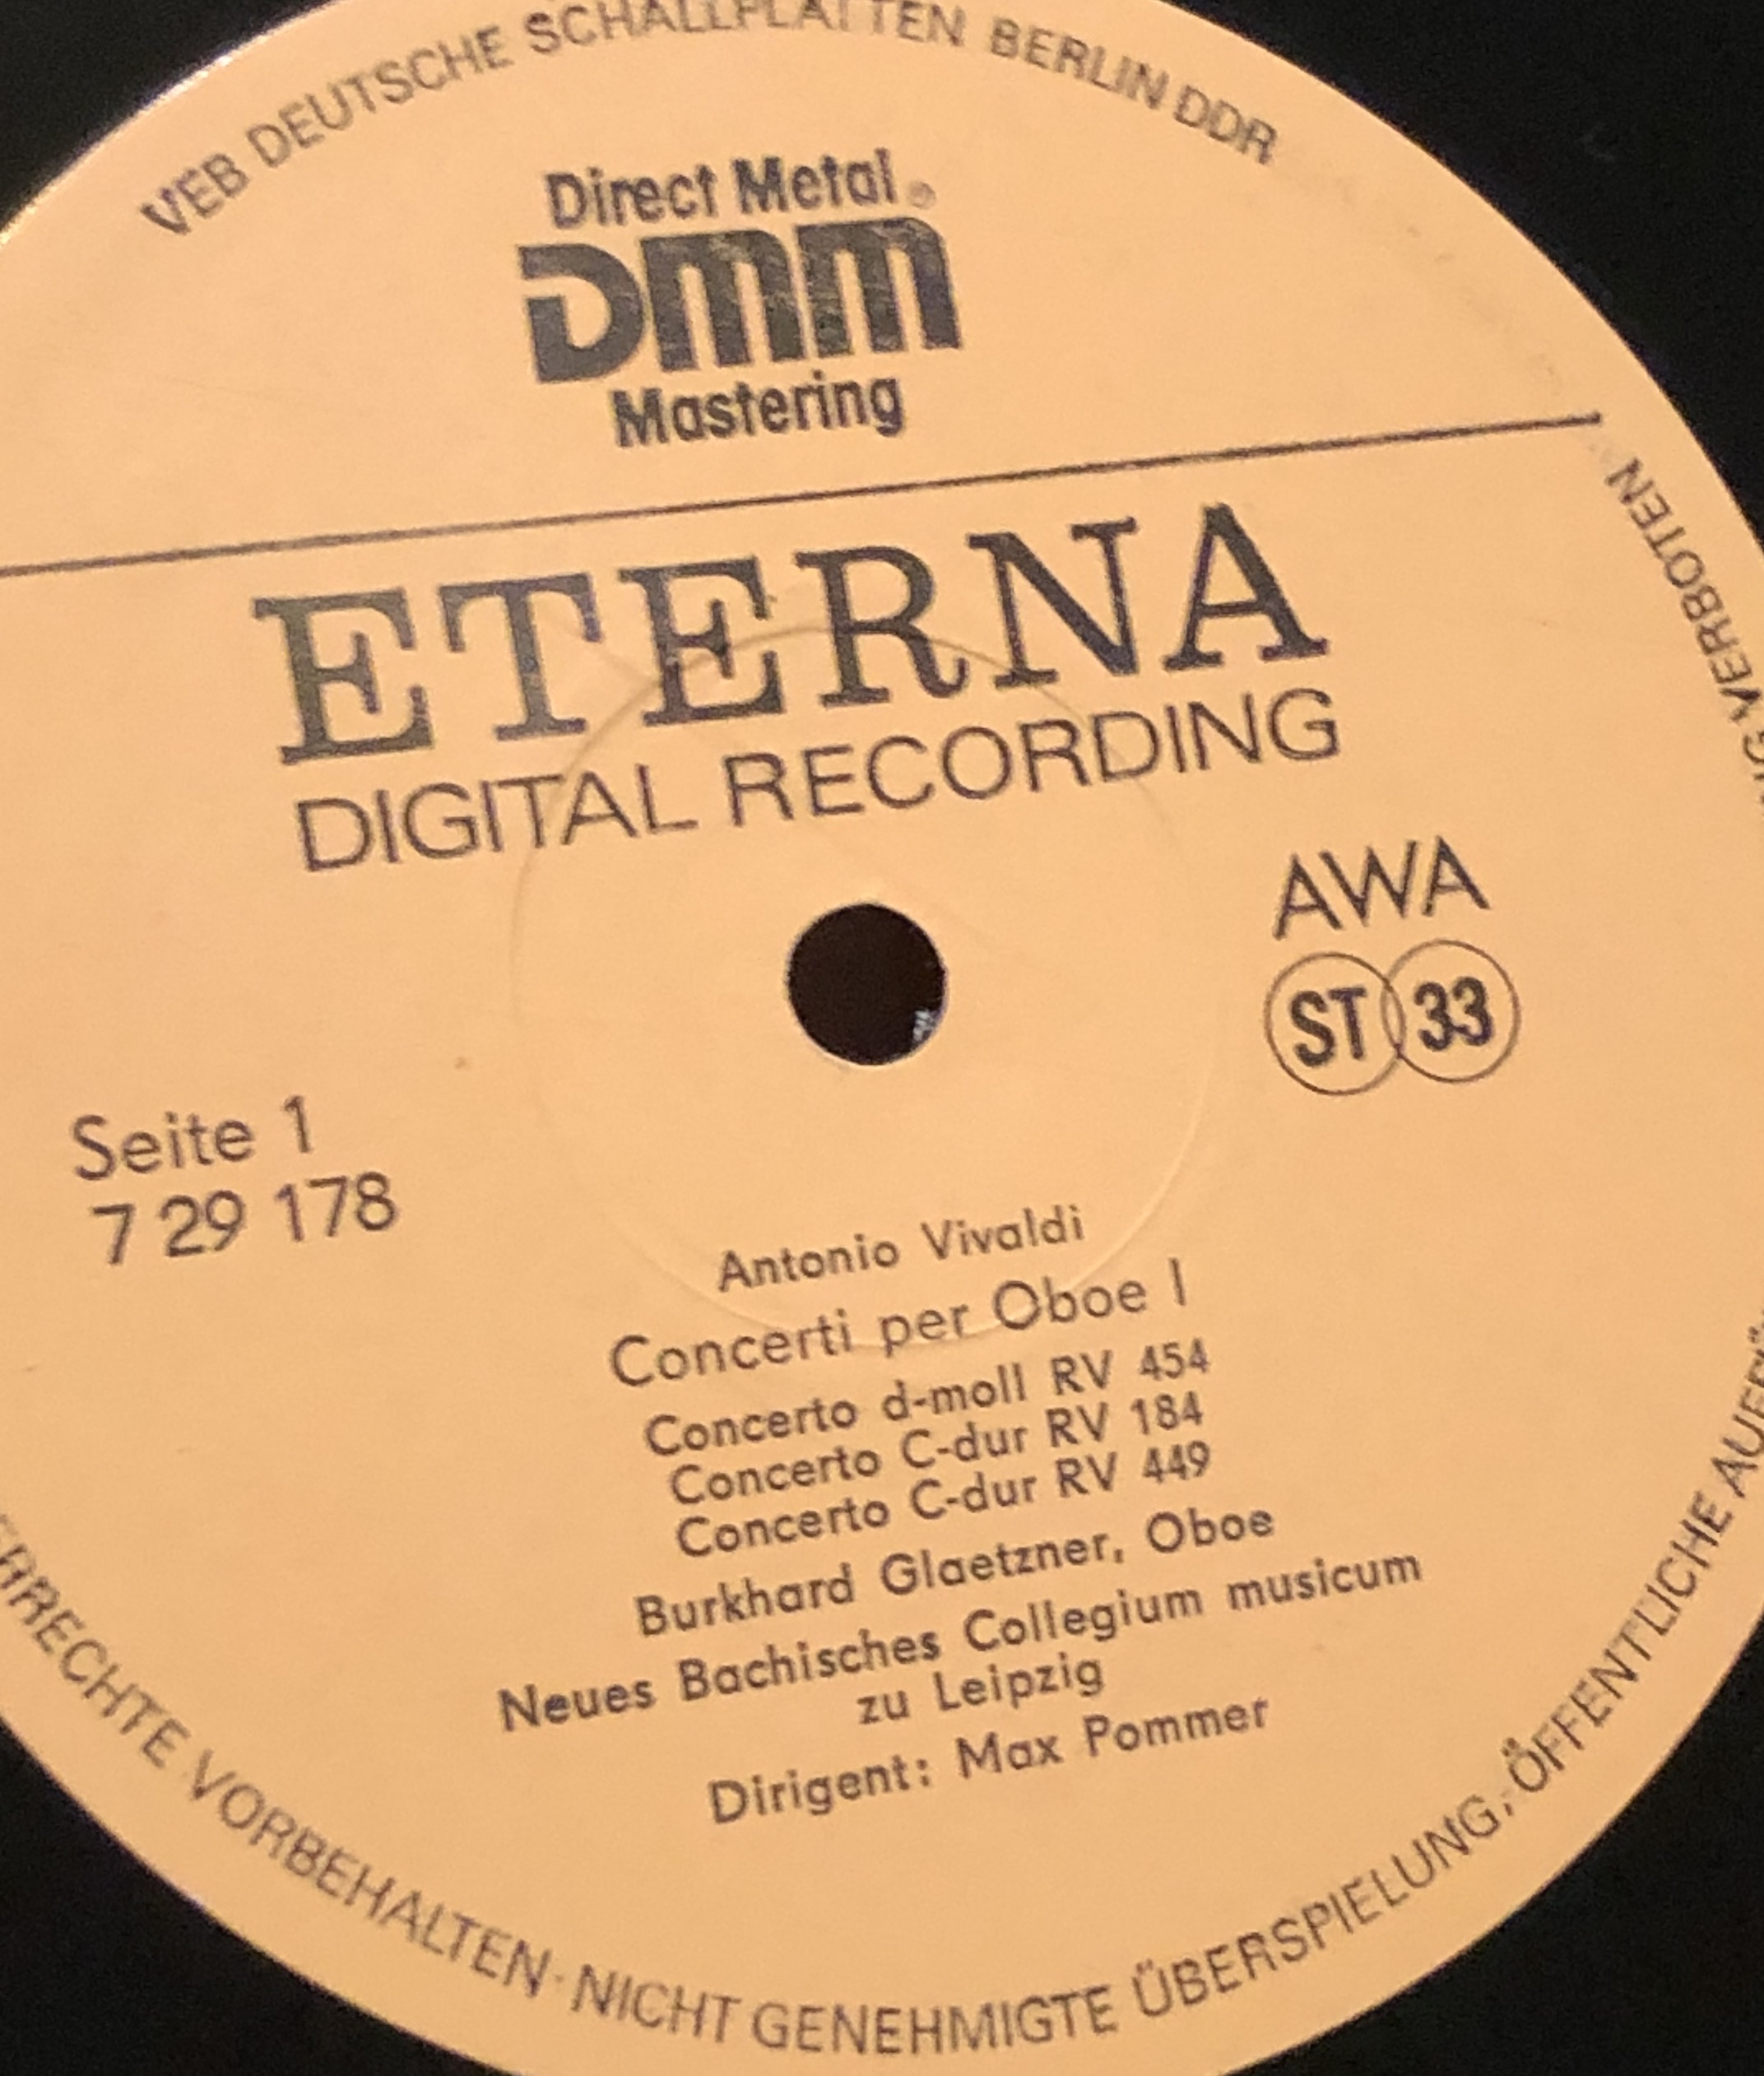 VEB DEUTSCHE SCHALLPLATTEN BERLIN DDR
Direct Metal
DMM
Mastering
ETERNA
DIGITAL RECORDING
AWA
ST 33
Seite 1
7 29 178
Antonio Vivaldi
Concerti per Oboe I
Concerto d-moll RV 454
Concerto C-dur RV 184
Concerto C-dur RV 449
Burkhard Glaetzner, Oboe
Neues Bachisches Collegium musicum
zu Leipzig
Dirigent: Max Pommer
VORBEHALTEN · NICHT GENEHMIGTE ÜBERSPIELUNG, ÖFFENTLICHE
VERBOTEN